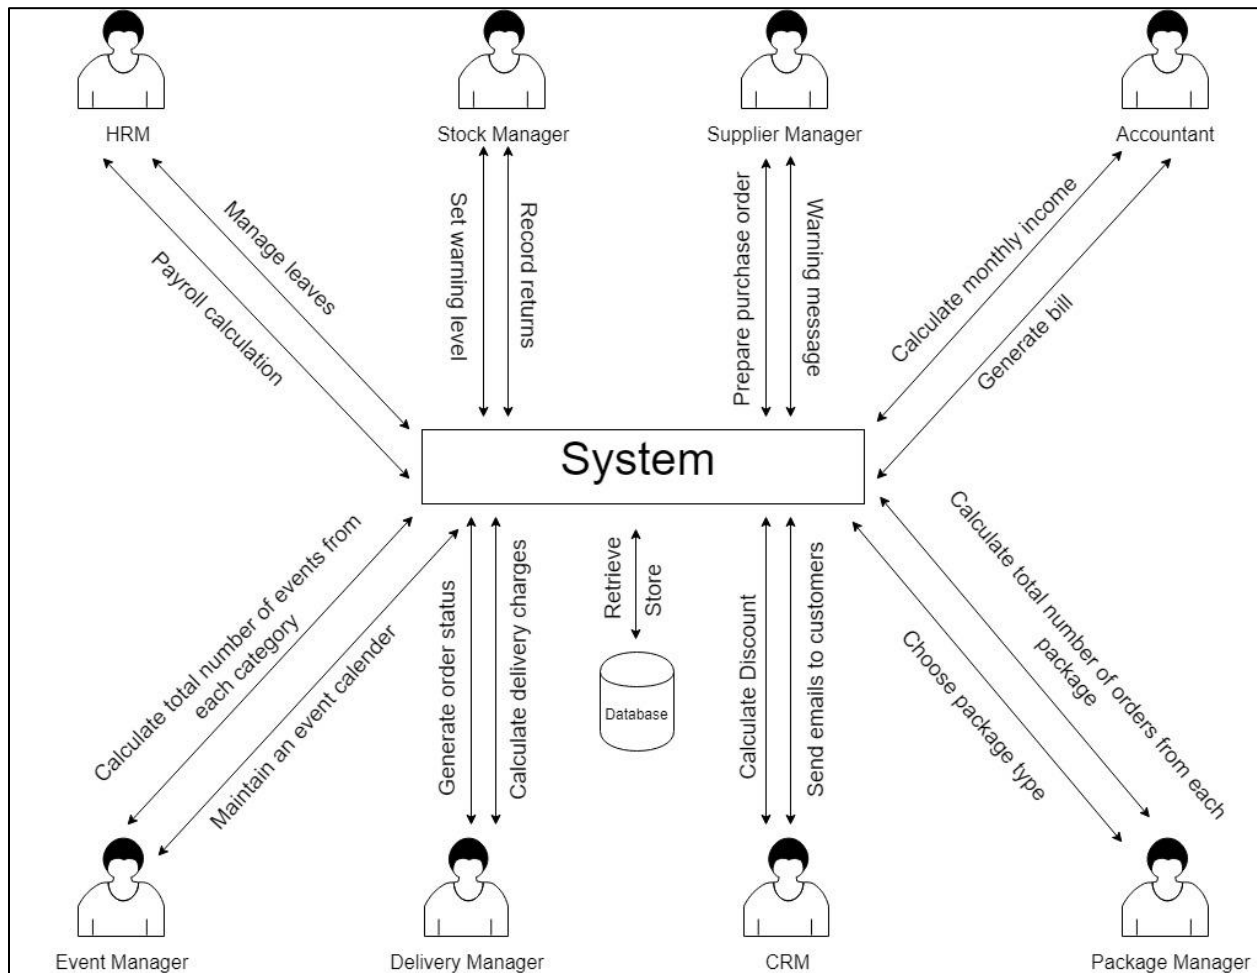 HRM
Stock Manager
Supplier Manager
Accountant
Manage leaves
Payroll calculation
Set warning level
Record returns
Prepare purchase order
Warning message
Calculate monthly income
Generate bill
System
Calculate total number of events from
each category
Maintain an event calender
Generate order status
Calculate delivery charges
Retrieve
Store
Database
Calculate Discount
Send emails to customers
Calculate total number of orders from each
package
Choose package type
Event Manager
Delivery Manager
CRM
Package Manager